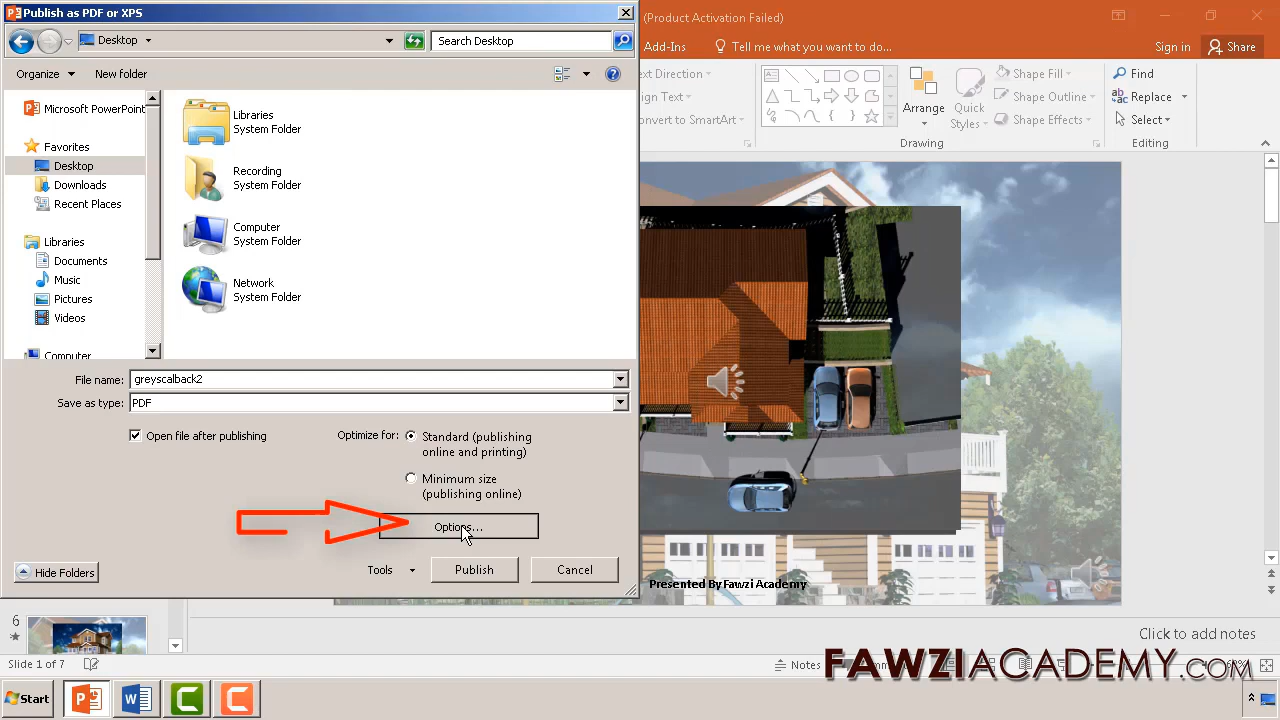 Publish as PDF or XPS
(Product Activation Failed)
Desktop
Search Desktop
Add-Ins
Tell me what you want to do...
Sign in
Share
Organize
New folder
Microsoft PowerPoint
Favorites
Desktop
Downloads
Recent Places
Libraries
Documents
Music
Pictures
Videos
Computer
Libraries
System Folder
Recording
System Folder
Computer
System Folder
Network
System Folder
ext Direction
ign Text
onvert to SmartArt
Arrange
Quick
Styles
Shape Fill
Shape Outline
Shape Effects
Drawing
Find
Replace
Select
Editing
File name:
greyscalback2
Save as type:
PDF
Open file after publishing
Optimize for:
Standard (publishing
online and printing)
Minimum size
(publishing online)
Options...
Hide Folders
Tools
Publish
Cancel
Presented By Fawzi Academy
6
Click to add notes
Slide 1 of 7
Notes
FAWZIACADEMY.COM
Start